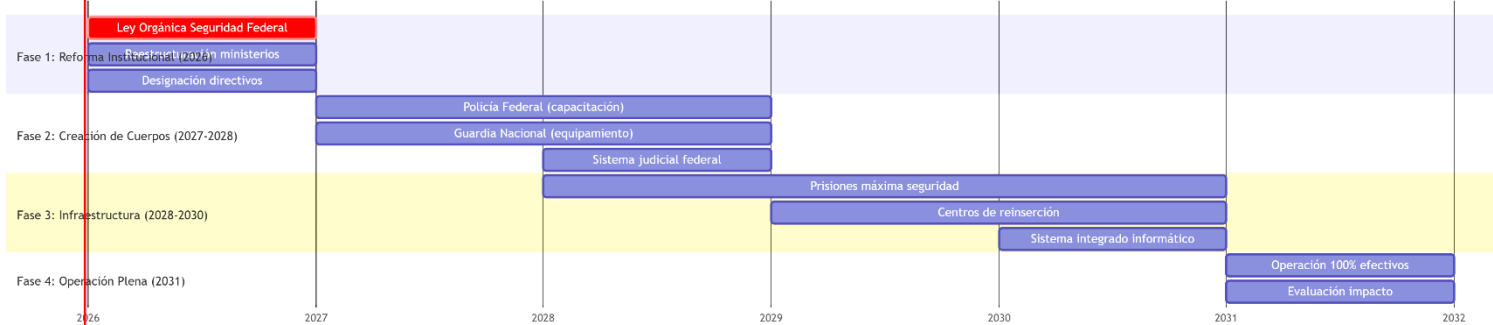 Ley Orgánica Seguridad Federal
Fase 1: Reforma Institucional (2026)
Reestructuración ministerios
Designación directivos
Policía Federal (capacitación)
Fase 2: Creación de Cuerpos (2027-2028)
Guardia Nacional (equipamiento)
Sistema judicial federal
Prisiones máxima seguridad
Fase 3: Infraestructura (2028-2030)
Centros de reinserción
Sistema integrado informático
Operación 100% efectivos
Fase 4: Operación Plena (2031)
Evaluación impacto
2026 2027 2028 2029 2030 2031 2032